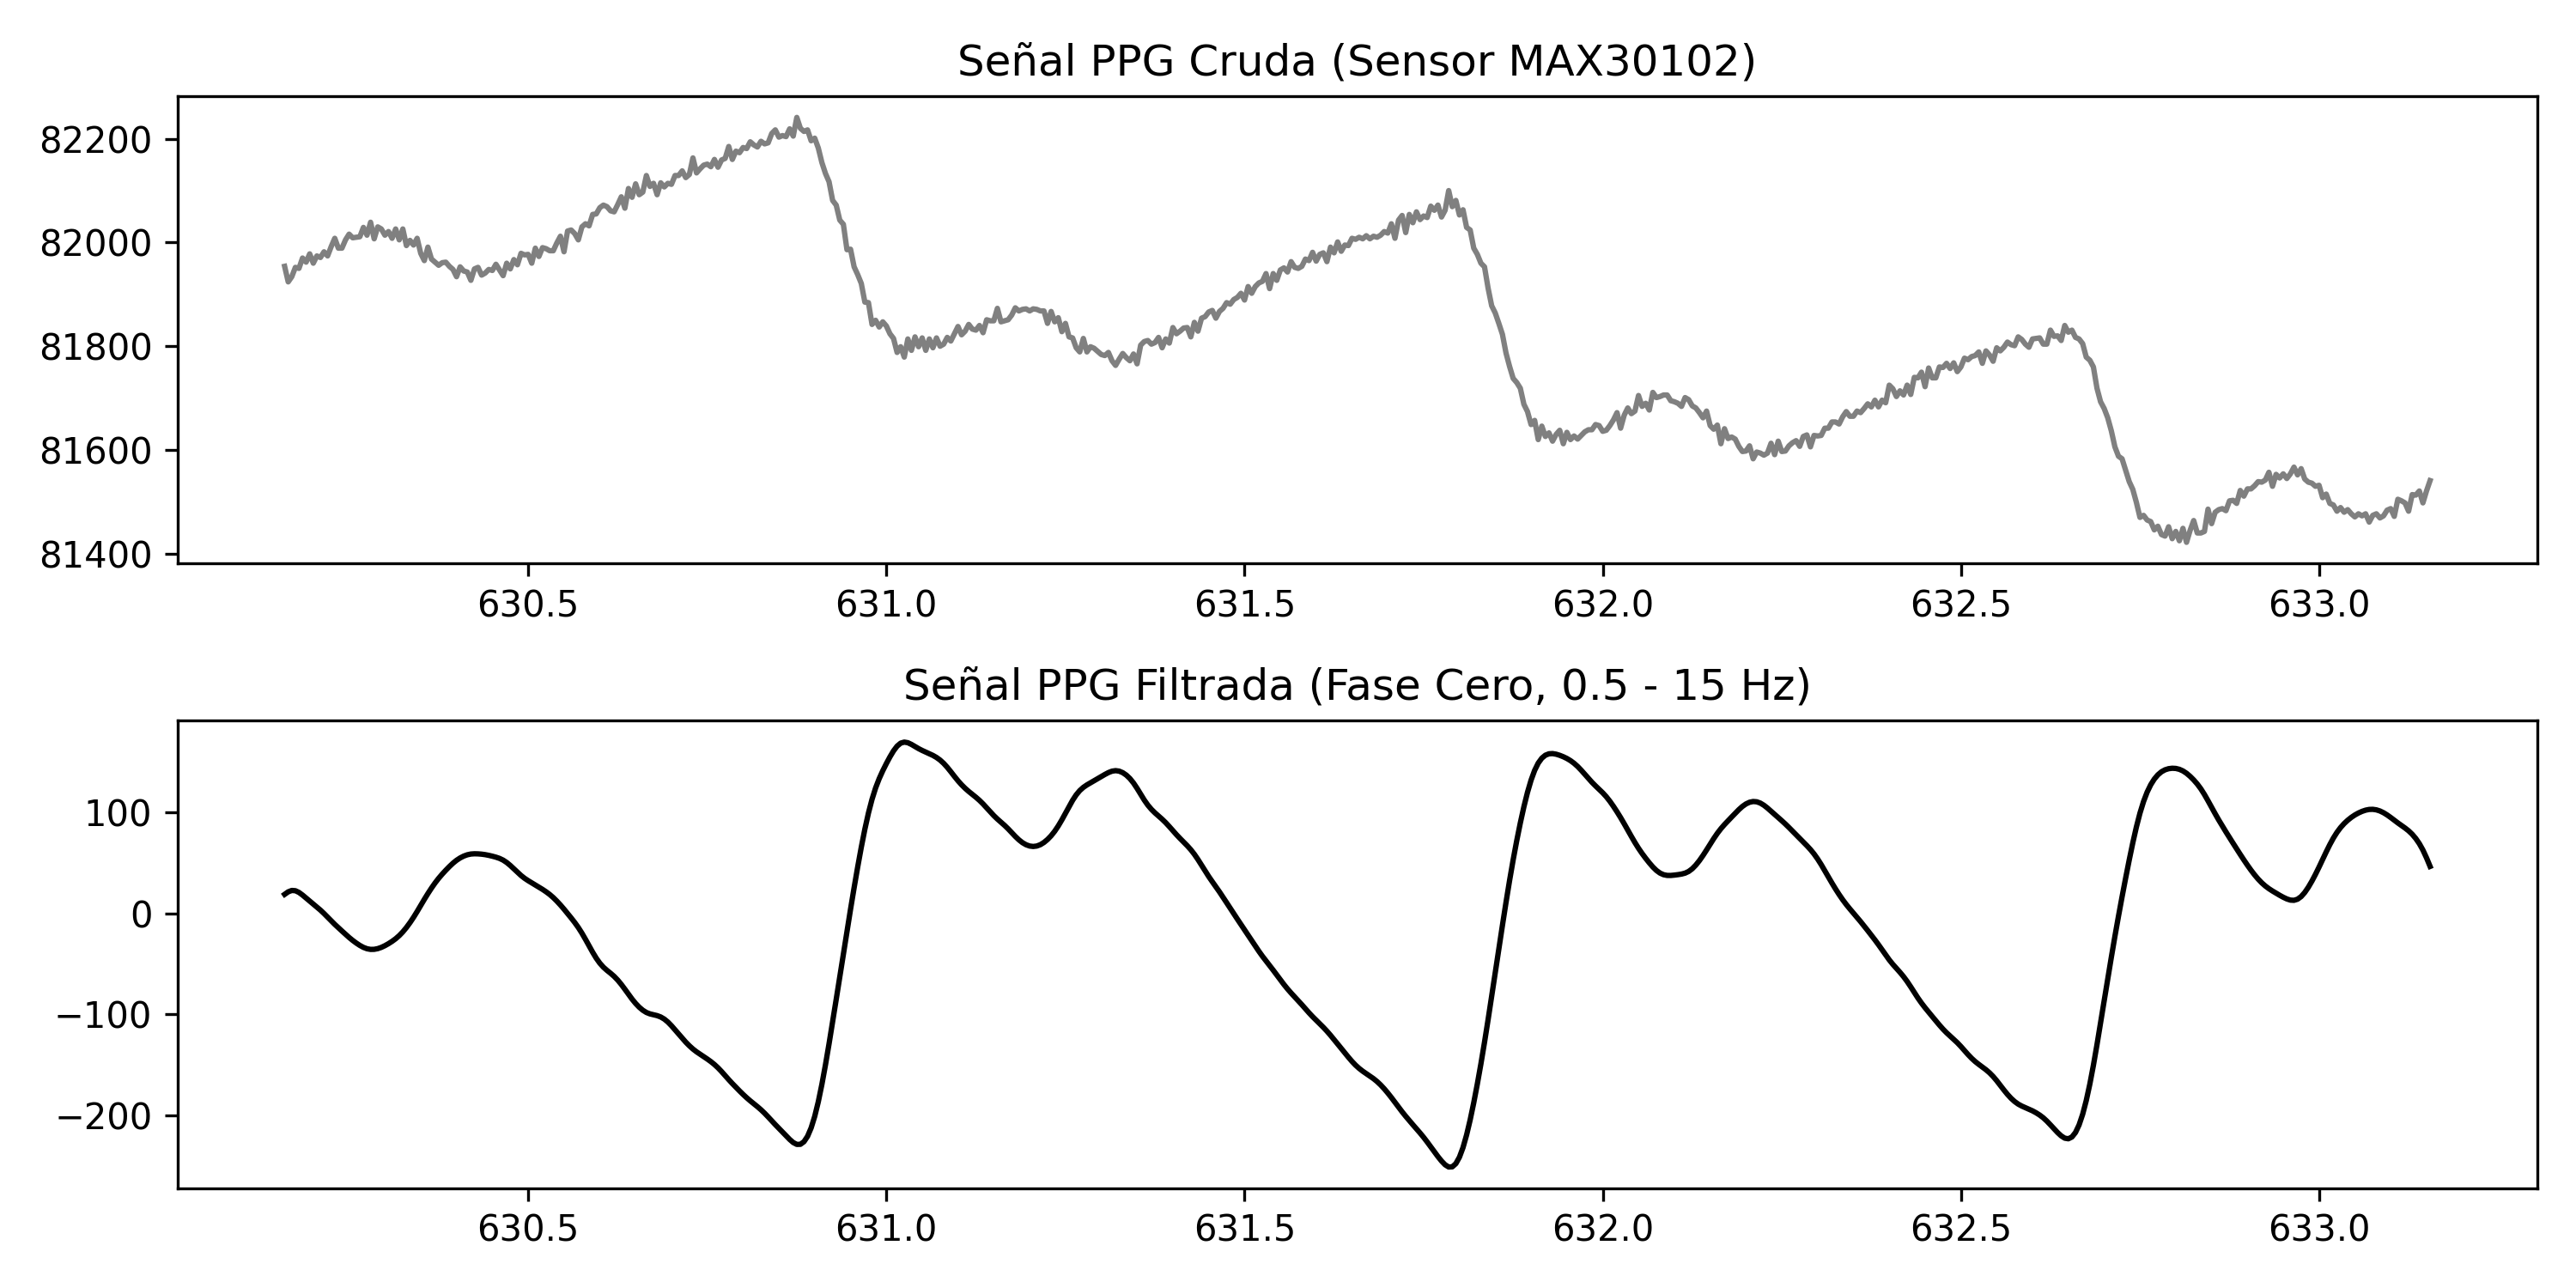 Señal PPG Cruda (Sensor MAX30102)
82200
82000
81800
81600
81400
630.5 631.0 631.5 632.0 632.5 633.0
Señal PPG Filtrada (Fase Cero, 0.5 - 15 Hz)
100
0
−100
−200
630.5 631.0 631.5 632.0 632.5 633.0